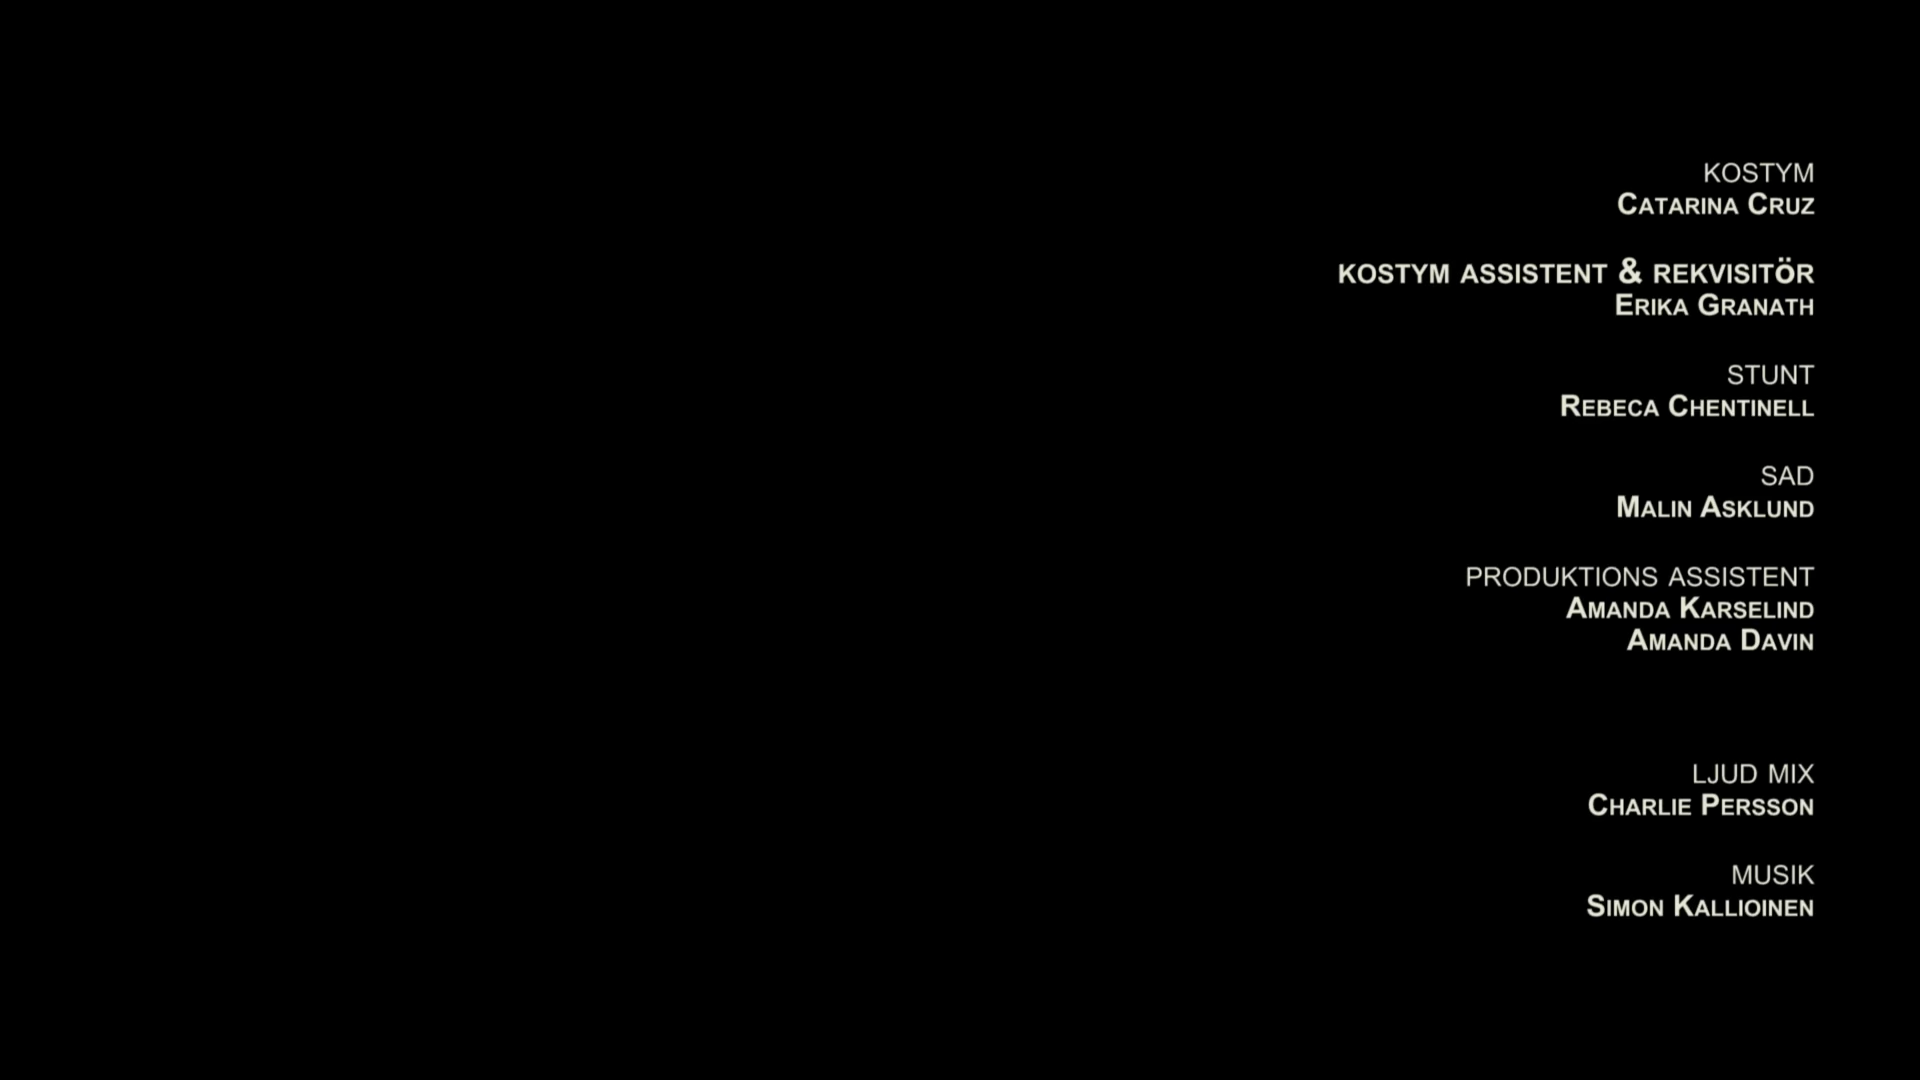 KOSTYM
CATARINA CRUZ
KOSTYM ASSISTENT & REKVISITÖR
ERIKA GRANATH
STUNT
REBECA CHENTINELL
SAD
MALIN ASKLUND
PRODUKTIONS ASSISTENT
AMANDA KARSELIND
AMANDA DAVIN
LJUD MIX
CHARLIE PERSSON
MUSIK
SIMON KALLIOINEN